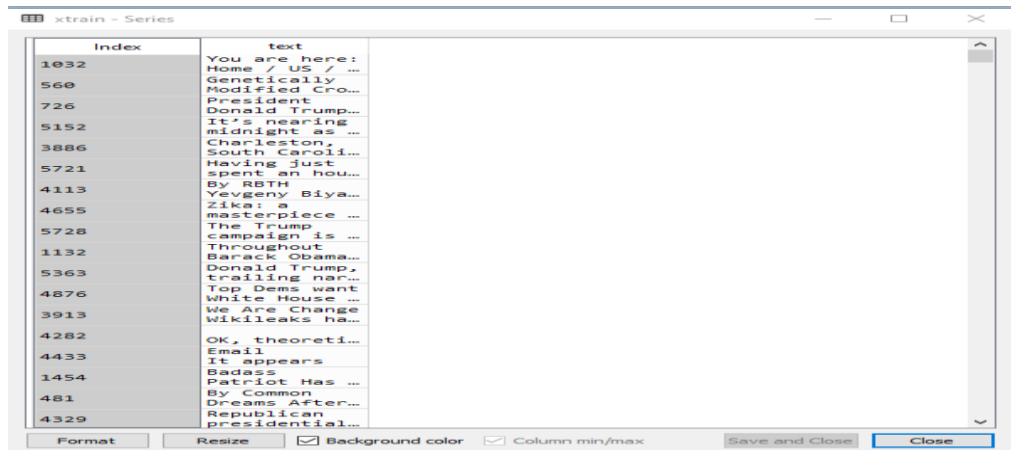 xtrain - Series
Index text
1032 You are here:
Home / US / ...
560 Genetically
Modified Cro...
726 President
Donald Trump...
5152 It's nearing
midnight as ...
3886 Charleston,
South Caroli...
5721 Having just
spent an hou...
4113 By RBTH
Yevgeny Biya...
4655 Zika: a
masterpiece ...
5728 The Trump
campaign is ...
1132 Throughout
Barack Obama...
5363 Donald Trump,
trailing nar...
4876 Top Dems want
White House ...
3913 We Are Change
Wikileaks ha...
4282
OK, theoreti...
4433 Email
It appears
1454 Badass
Patriot Has ...
481 By Common
Dreams After...
4329 Republican
presidential...
Format Resize Background color Column min/max Save and Close Close